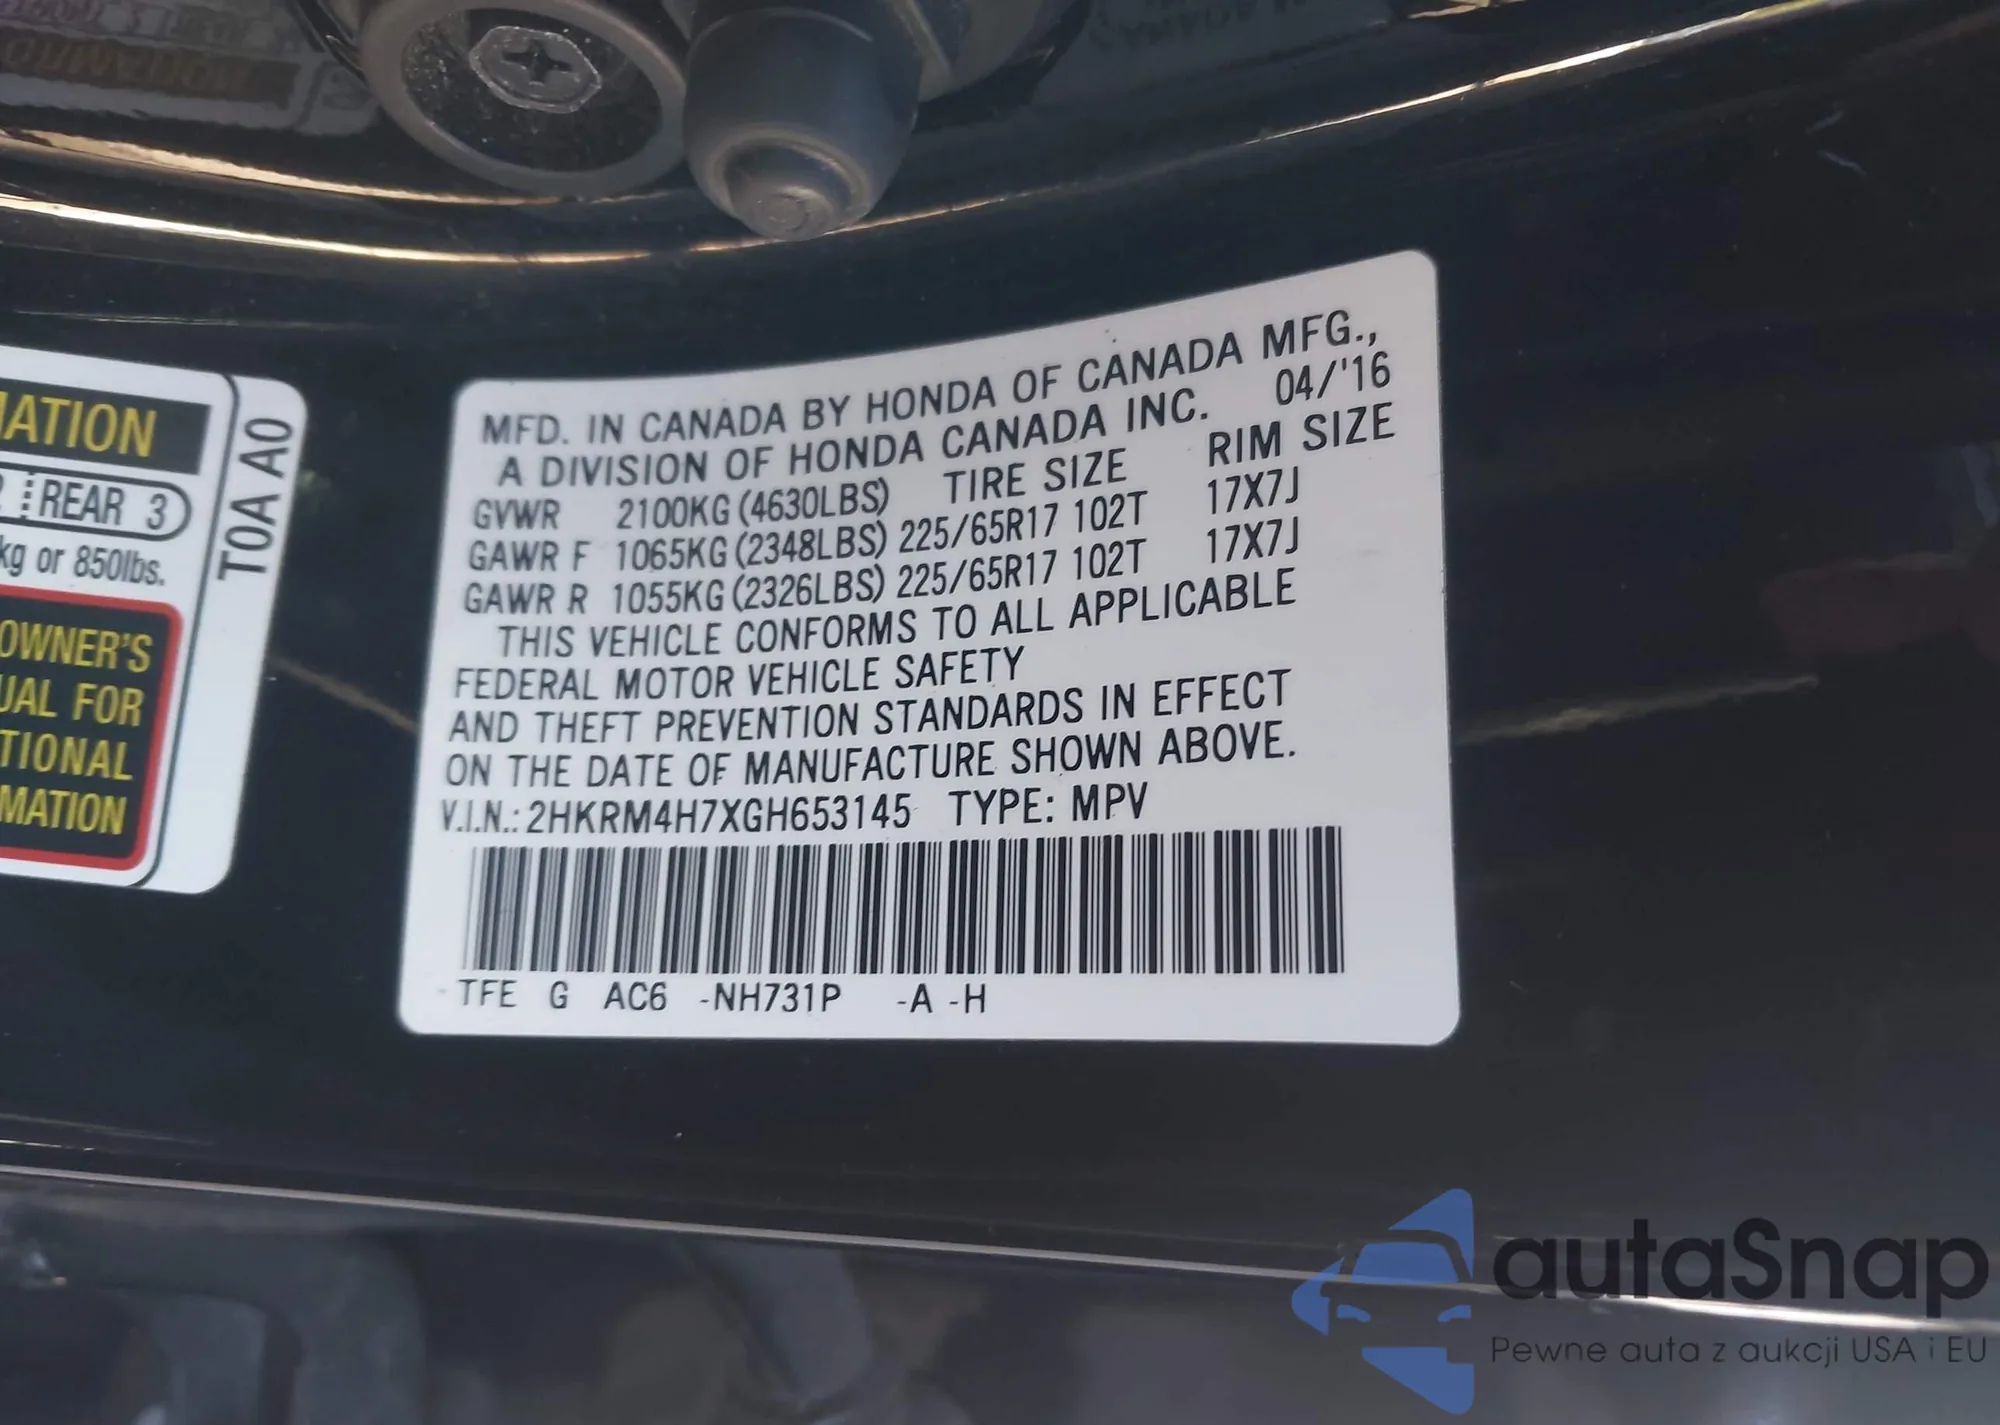 MATION
REAR 3
kg or 850lbs.
OWNER'S
UAL FOR
TIONAL
MATION
T0A A0
MFD. IN CANADA BY HONDA OF CANADA MFG.,
A DIVISION OF HONDA CANADA INC. 04/'16
GVWR 2100KG (4630LBS) TIRE SIZE RIM SIZE
GAWR F 1065KG (2348LBS) 225/65R17 102T 17X7J
GAWR R 1055KG (2326LBS) 225/65R17 102T 17X7J
THIS VEHICLE CONFORMS TO ALL APPLICABLE
FEDERAL MOTOR VEHICLE SAFETY
AND THEFT PREVENTION STANDARDS IN EFFECT
ON THE DATE OF MANUFACTURE SHOWN ABOVE.
V.I.N.: 2HKRM4H7XGH653145 TYPE: MPV
- TFE G AC6 -NH731P -A -H
autaSnap
Pewne auta z aukcji USA i EU